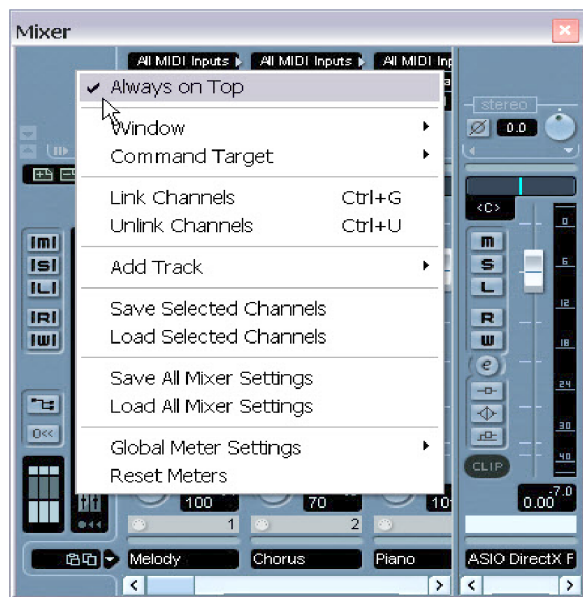 Mixer
All MIDI Inputs
All MIDI Inputs
All MIDI Inp
Always on Top
stereo
Window
0.0
Command Target
<C>
Link Channels Ctrl+G
Unlink Channels Ctrl+U
0
M
M
S
6
S
Add Track
L
L
12
Save Selected Channels
R
R
Load Selected Channels
W
W
18
e
Save All Mixer Settings
24
Load All Mixer Settings
0<<
30
Global Meter Settings
40
CLIP
Reset Meters
-7.0
100
70
10
0.00
1
2
Melody
Chorus
Piano
ASIO DirectX F